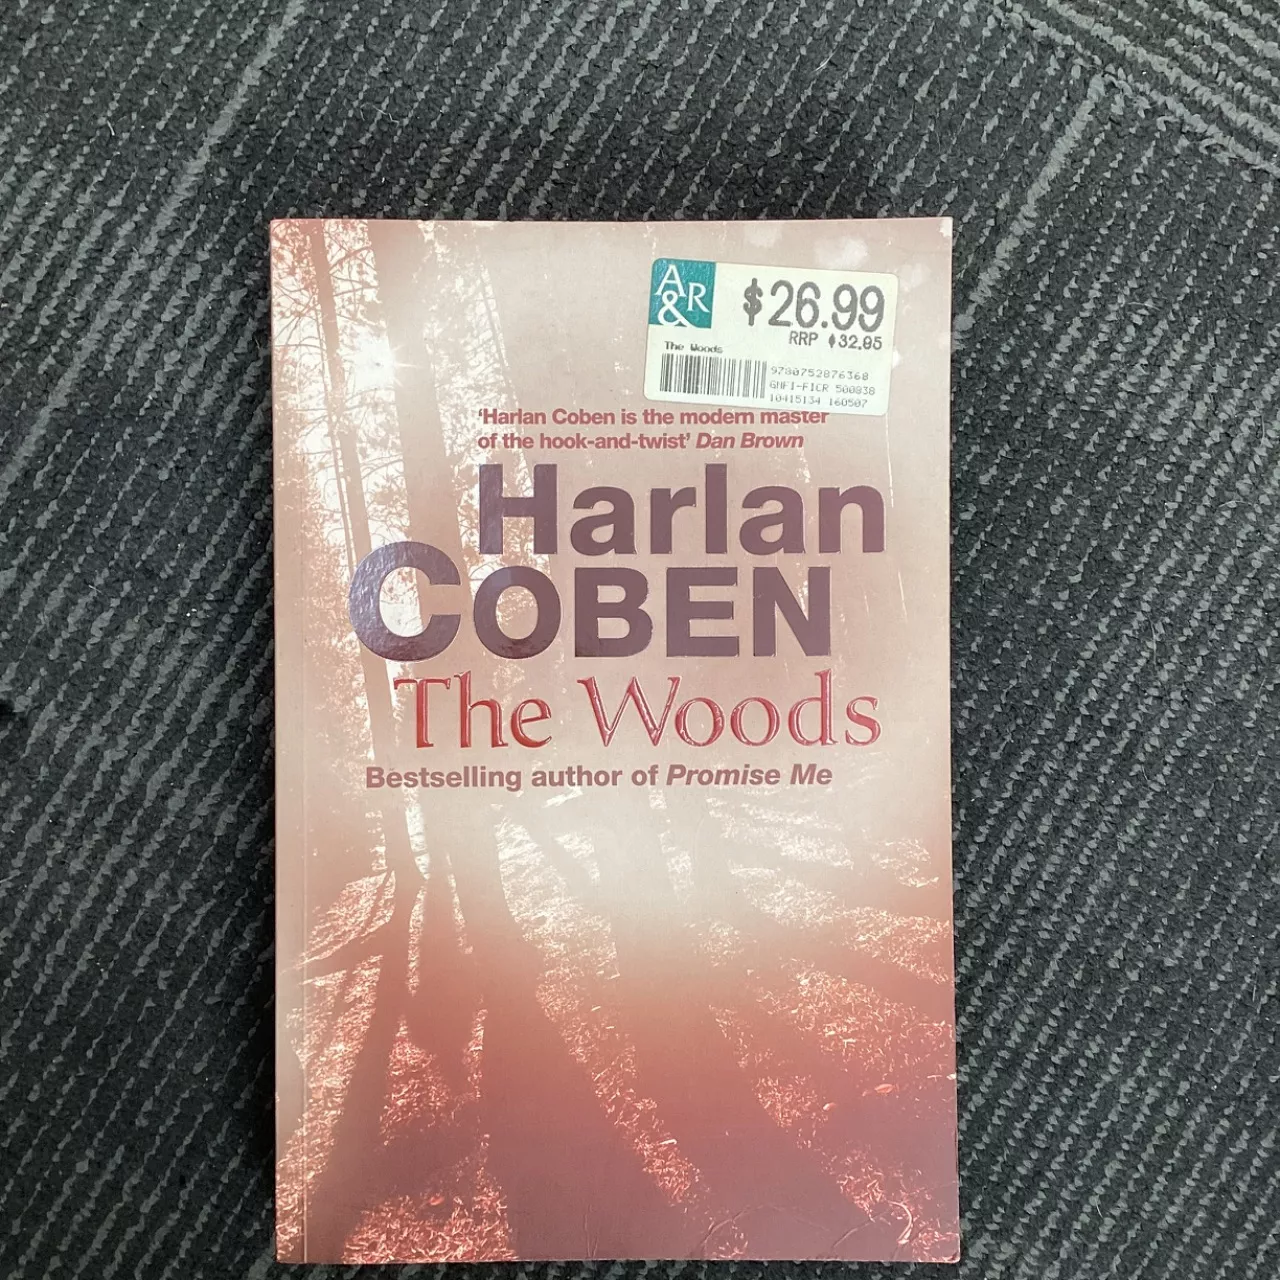 A&R
$26.99
RRP $32.95
The Woods
9780752876368
GNFI-FICR 500838
10415134 160507
'Harlan Coben is the modern master
of the hook-and-twist' Dan Brown
Harlan
COBEN
The Woods
Bestselling author of Promise Me